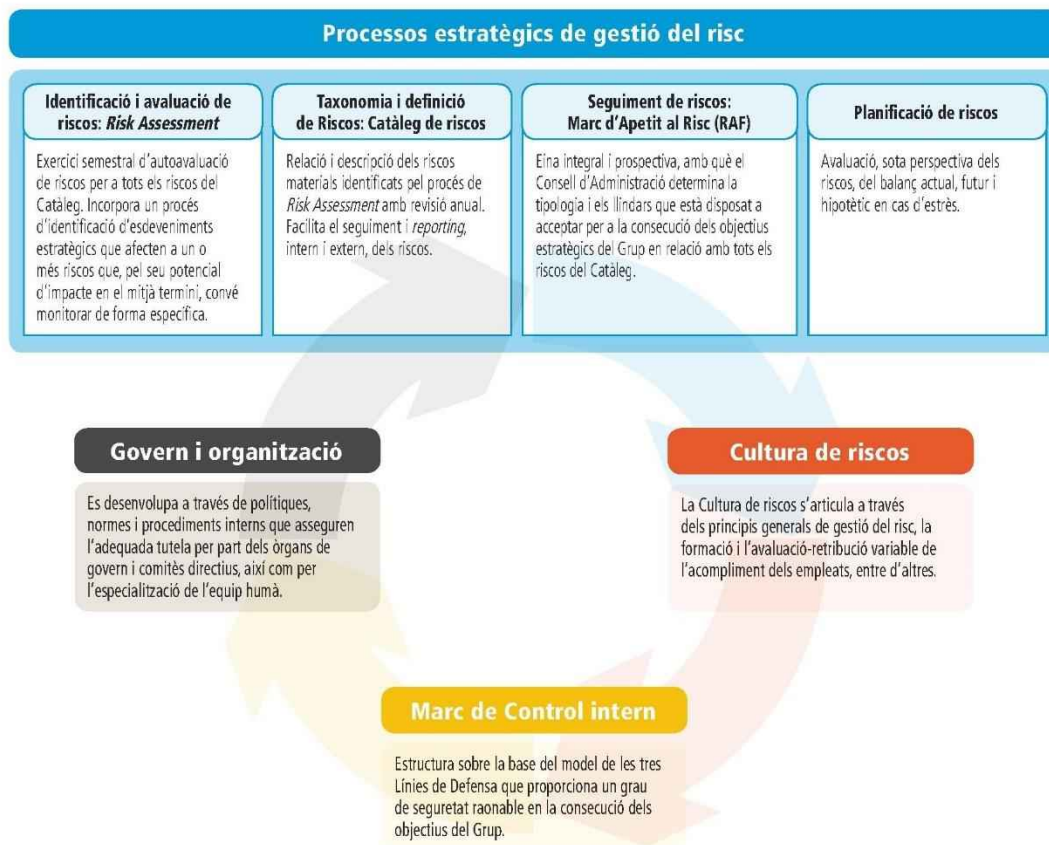 Processos estratègics de gestió del risc
Identificació i avaluació de
riscos: Risk Assessment
Exercici semestral d'autoavaluació
de riscos per a tots els riscos del
Catàleg. Incorpora un procés
d'identificació d'esdeveniments
estratègics que afecten a un o
més riscos que, pel seu potencial
d'impacte en el mitjà termini, convé
monitorar de forma específica.
Taxonomia i definició
de Riscos: Catàleg de riscos
Relació i descripció dels riscos
materials identificats pel procés de
Risk Assessment amb revisió anual.
Facilita el seguiment i reporting,
intern i extern, dels riscos.
Seguiment de riscos:
Marc d'Apetit al Risc (RAF)
Eina integral i prospectiva, amb què el
Consell d'Administració determina la
tipologia i els llindars que està disposat a
acceptar per a la consecució dels objectius
estratègics del Grup en relació amb tots els
riscos del Catàleg.
Planificació de riscos
Avaluació, sota perspectiva dels
riscos, del balanç actual, futur i
hipotètic en cas d'estrès.
Govern i organització
Es desenvolupa a través de polítiques,
normes i procediments interns que asseguren
l'adequada tutela per part dels òrgans de
govern i comitès directius, així com per
l'especialització de l'equip humà.
Cultura de riscos
La Cultura de riscos s'articula a través
dels principis generals de gestió del risc, la
formació i l'avaluació-retribució variable de
l'acompliment dels empleats, entre d'altres.
Marc de Control intern
Estructura sobre la base del model de les tres
Línies de Defensa que proporciona un grau
de seguretat raonable en la consecució dels
objectius del Grup.